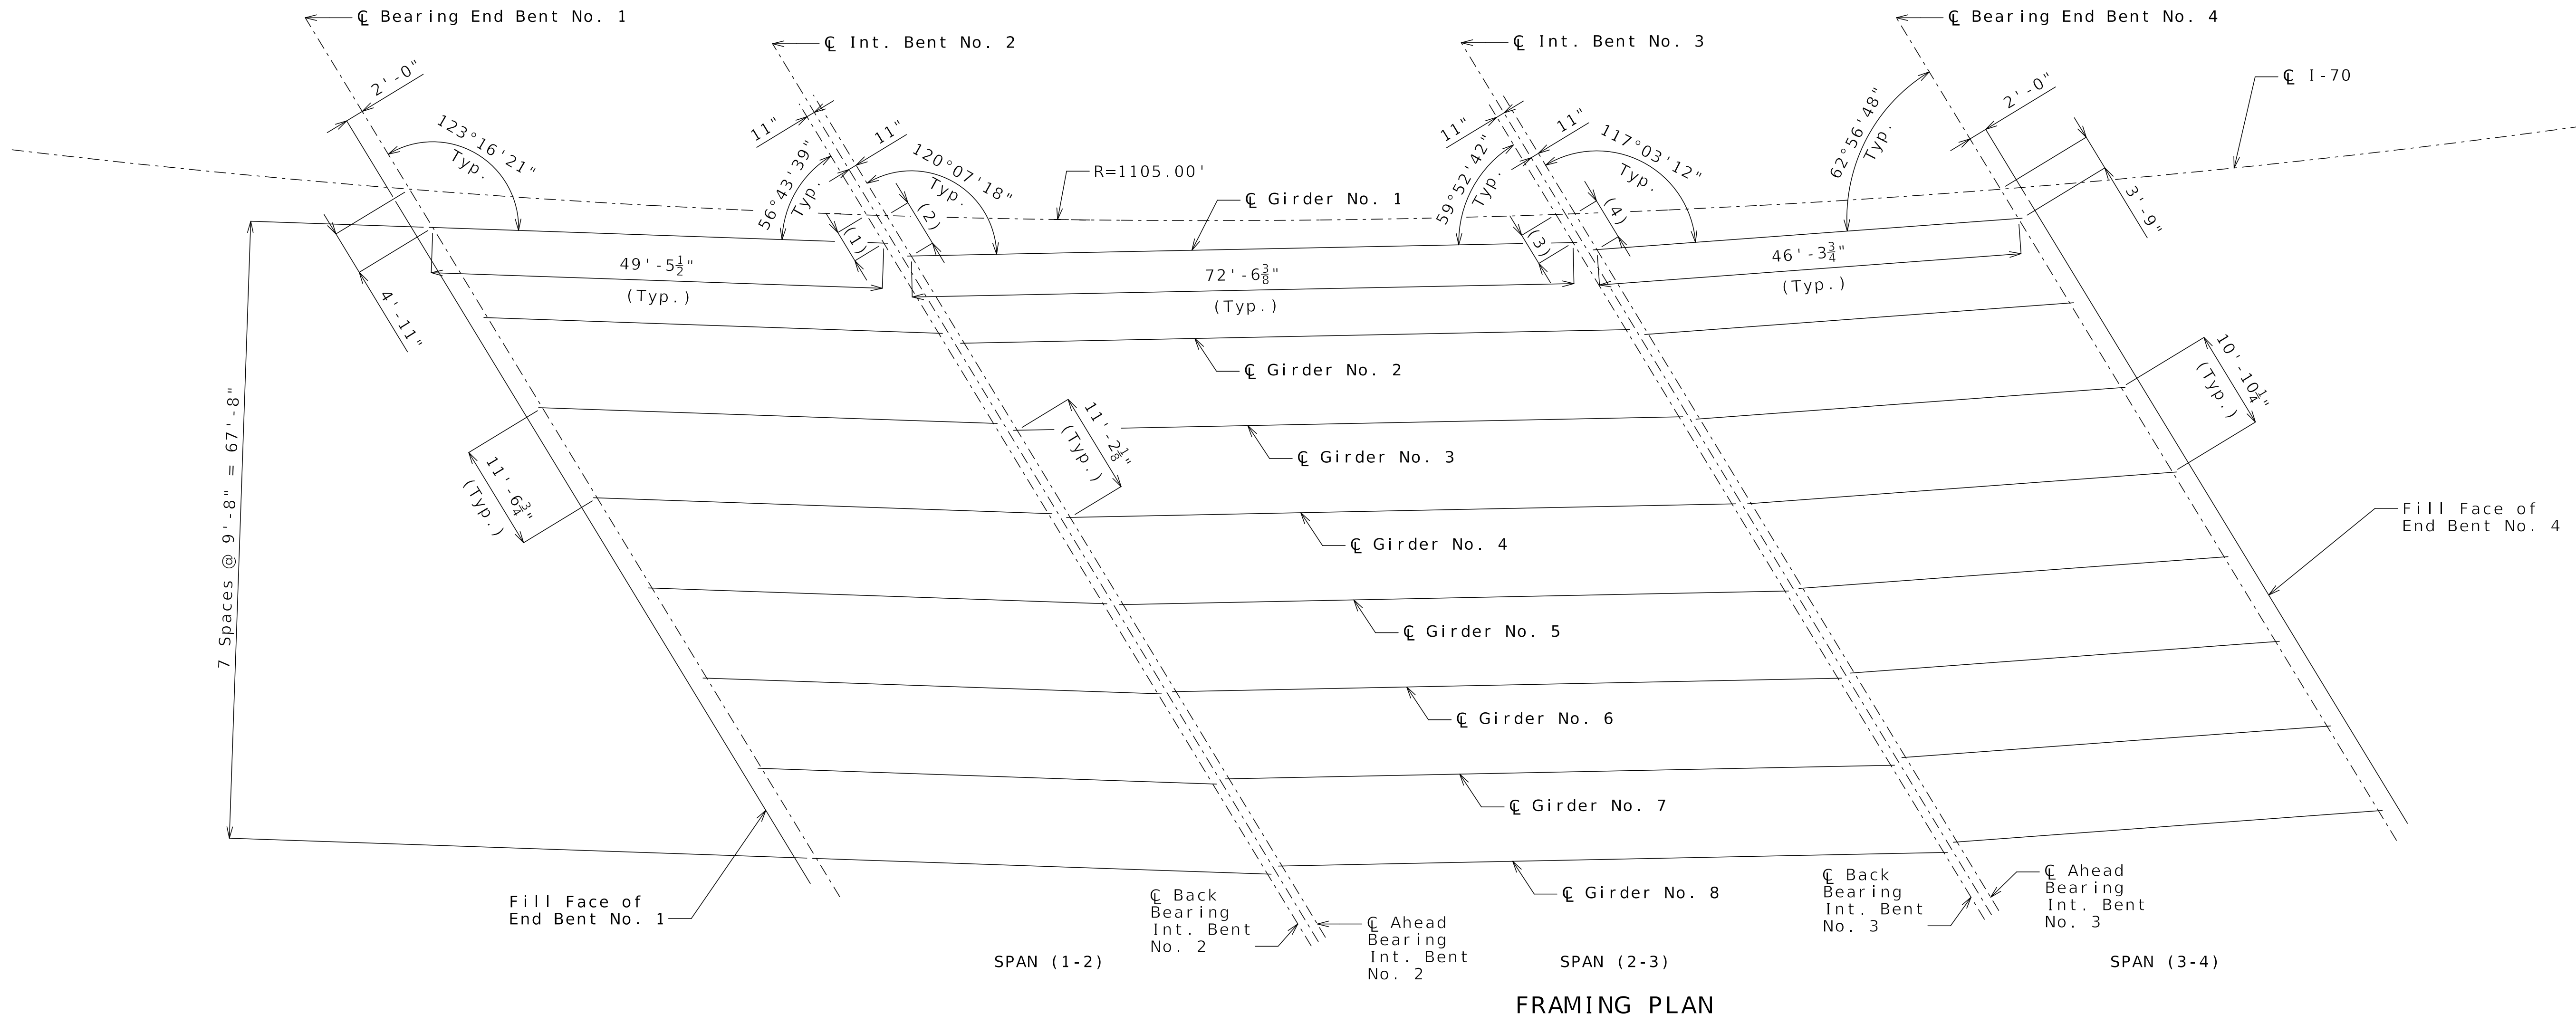 ℄ Bearing End Bent No. 1
℄ Int. Bent No. 2
℄ Int. Bent No. 3
℄ Bearing End Bent No. 4
℄ I-70
2'-0"
11"
11"
11"
11"
2'-0"
123°16'21"
Typ.
56°43'39"
Typ.
120°07'18"
Typ.
59°52'42"
Typ.
117°03'12"
Typ.
62°56'48"
Typ.
R=1105.00'
℄ Girder No. 1
(1)
(2)
(3)
(4)
3'-9"
4'-11"
49'-5½"
(Typ.)
72'-6⅜"
(Typ.)
46'-3¾"
(Typ.)
℄ Girder No. 2
7 Spaces @ 9'-8" = 67'-8"
11'-6¾"
(Typ.)
11'-2⅛"
(Typ.)
10'-10¼"
(Typ.)
℄ Girder No. 3
℄ Girder No. 4
Fill Face of
End Bent No. 4
℄ Girder No. 5
℄ Girder No. 6
℄ Girder No. 7
℄ Girder No. 8
Fill Face of
End Bent No. 1
℄ Back
Bearing
Int. Bent
No. 2
℄ Ahead
Bearing
Int. Bent
No. 2
℄ Back
Bearing
Int. Bent
No. 3
℄ Ahead
Bearing
Int. Bent
No. 3
SPAN (1-2)
SPAN (2-3)
SPAN (3-4)
FRAMING PLAN